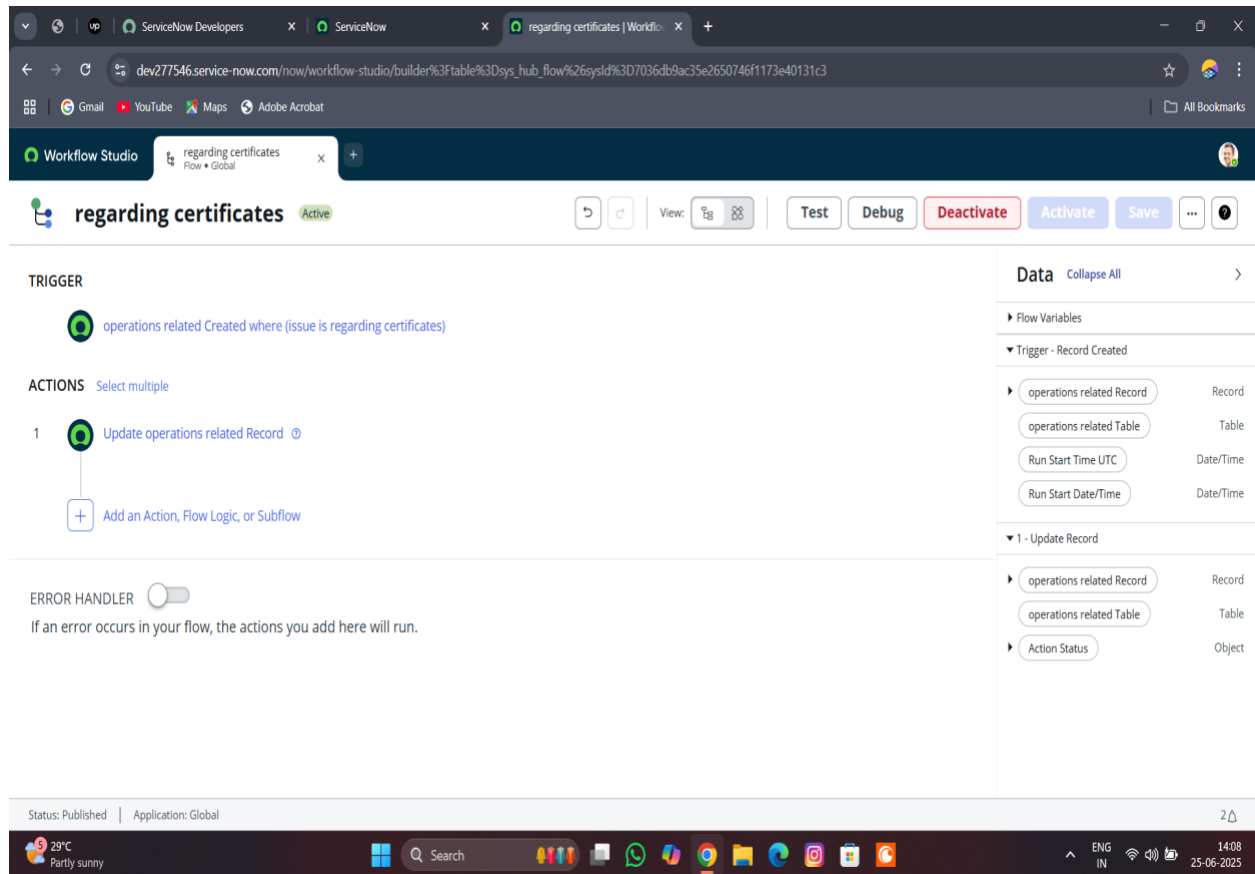 up ServiceNow Developers ServiceNow regarding certificates | Workflo
dev277546.service-now.com/now/workflow-studio/builder%3Ftable%3Dsys_hub_flow%26sysId%3D7036db9ac35e2650746f1173e40131c3
Gmail YouTube Maps Adobe Acrobat All Bookmarks
Workflow Studio regarding certificates
Flow • Global
regarding certificates Active View: Test Debug Deactivate Activate Save ... ?
TRIGGER
operations related Created where (issue is regarding certificates)
ACTIONS Select multiple
1 Update operations related Record
Add an Action, Flow Logic, or Subflow
ERROR HANDLER
If an error occurs in your flow, the actions you add here will run.
Data Collapse All
Flow Variables
Trigger - Record Created
operations related Record Record
operations related Table Table
Run Start Time UTC Date/Time
Run Start Date/Time Date/Time
1 - Update Record
operations related Record Record
operations related Table Table
Action Status Object
Status: Published | Application: Global 2
5 29°C
Partly sunny
Search
ENG
IN
14:08
25-06-2025